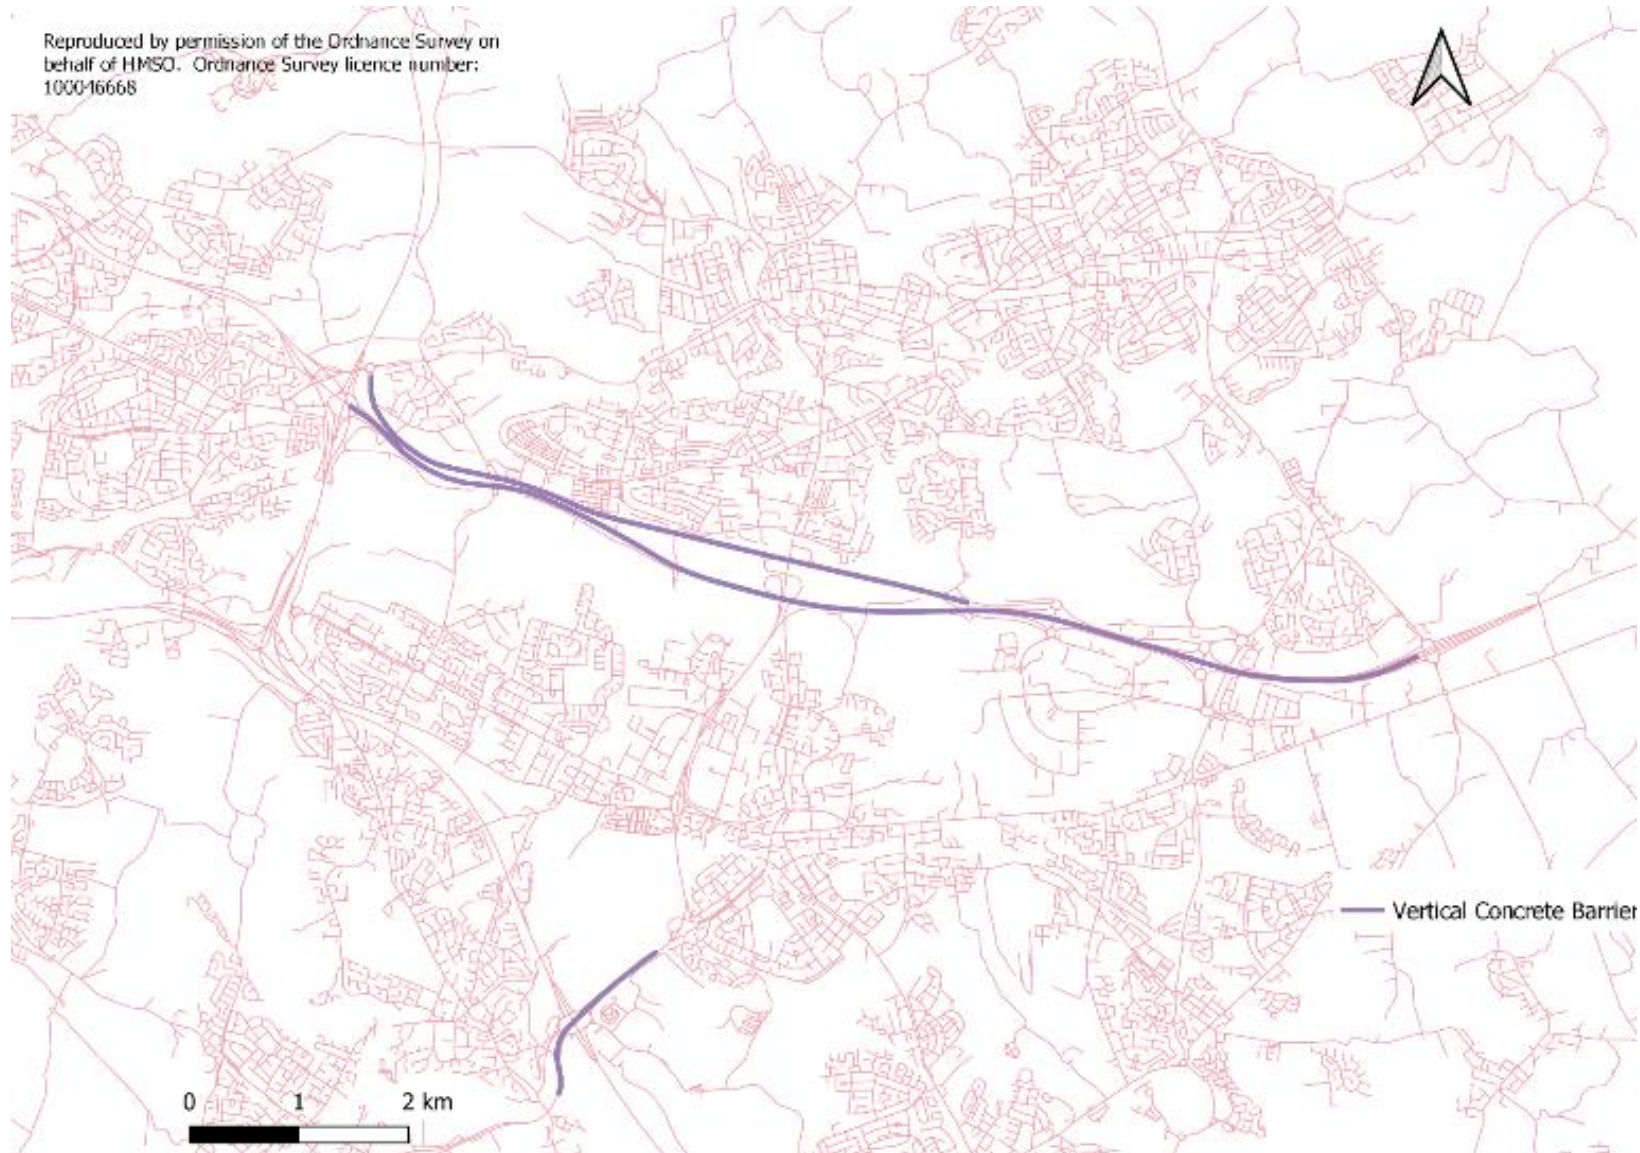 Reproduced by permission of the Ordnance Survey on
behalf of HMSO. Ordnance Survey licence number:
100046668
Vertical Concrete Barrier
0 1 2 km